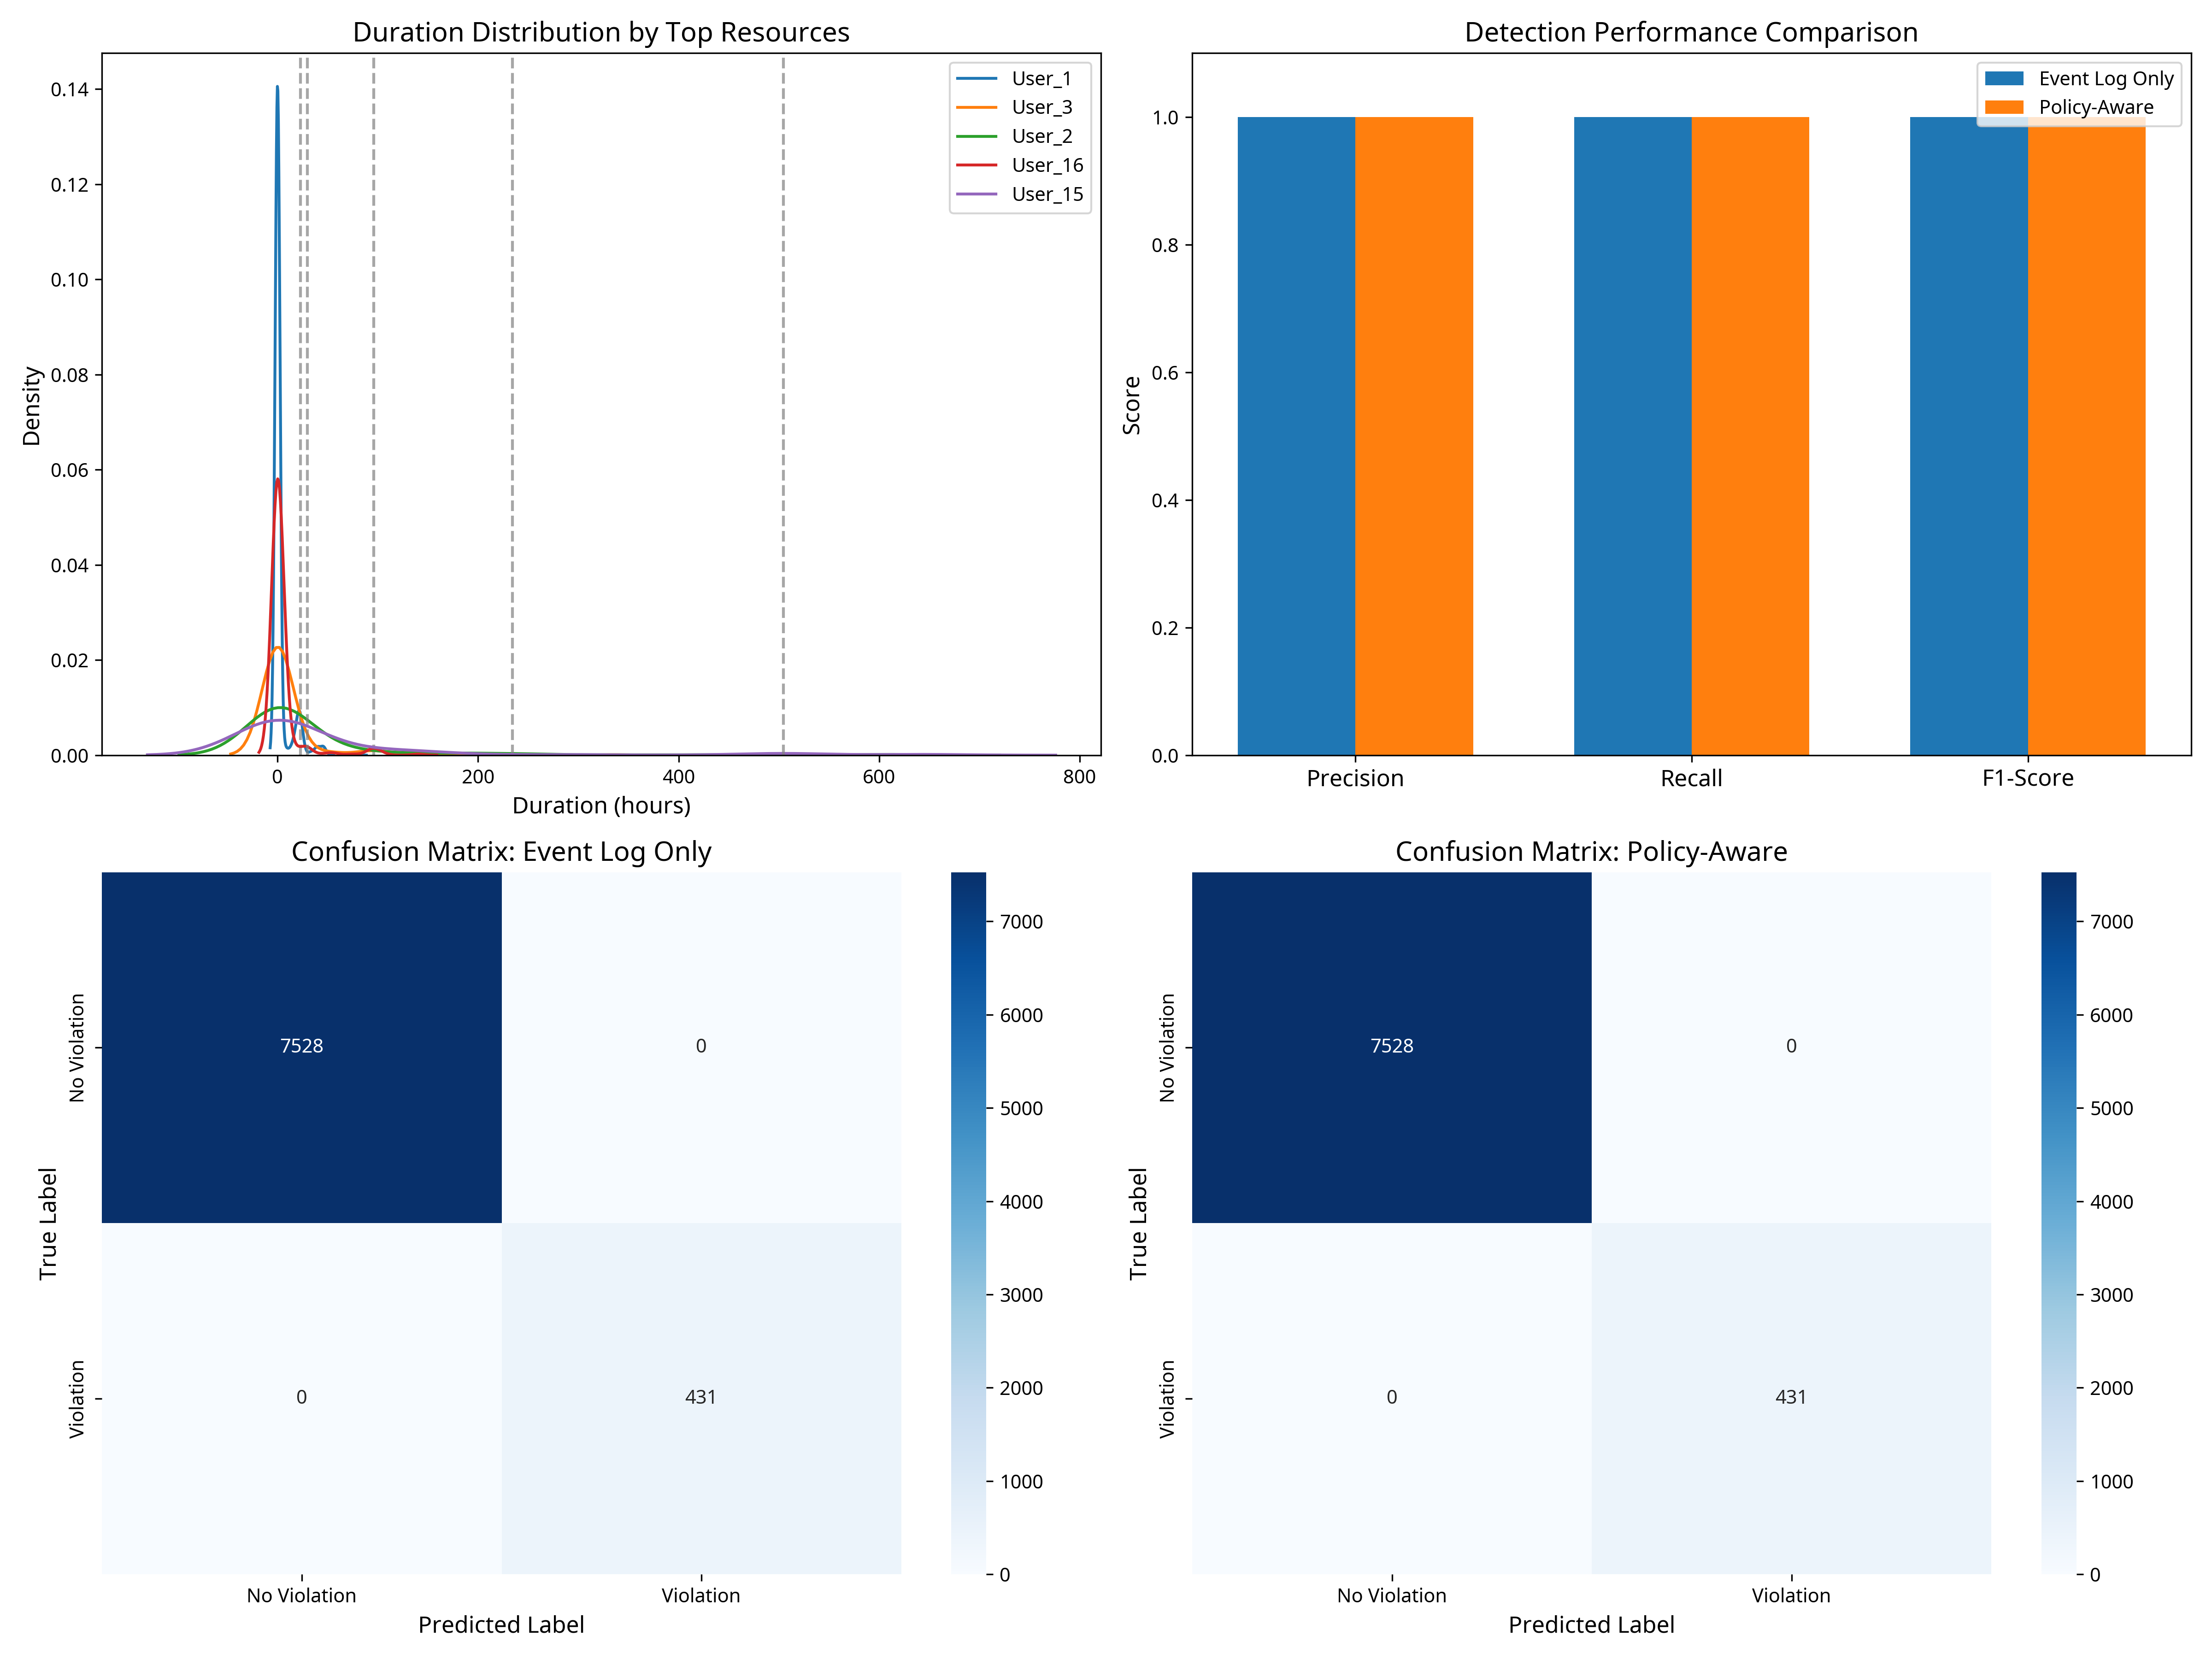 Duration Distribution by Top Resources
0.14
0.12
0.10
0.08
0.06
0.04
0.02
0.00
Density
0 200 400 600 800
Duration (hours)
User_1
User_3
User_2
User_16
User_15
Detection Performance Comparison
1.0
0.8
0.6
0.4
0.2
0.0
Score
Precision Recall F1-Score
Event Log Only
Policy-Aware
Confusion Matrix: Event Log Only
True Label
No Violation
Violation
7528 0
0 431
No Violation Violation
Predicted Label
7000
6000
5000
4000
3000
2000
1000
0
Confusion Matrix: Policy-Aware
True Label
No Violation
Violation
7528 0
0 431
No Violation Violation
Predicted Label
7000
6000
5000
4000
3000
2000
1000
0